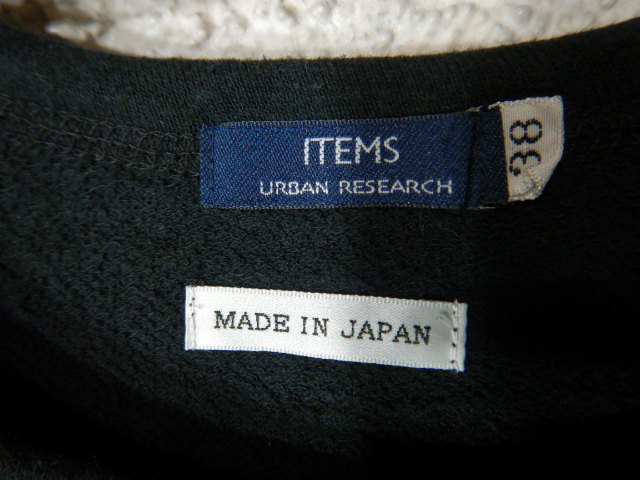 ITEMS
URBAN RESEARCH
38
MADE IN JAPAN